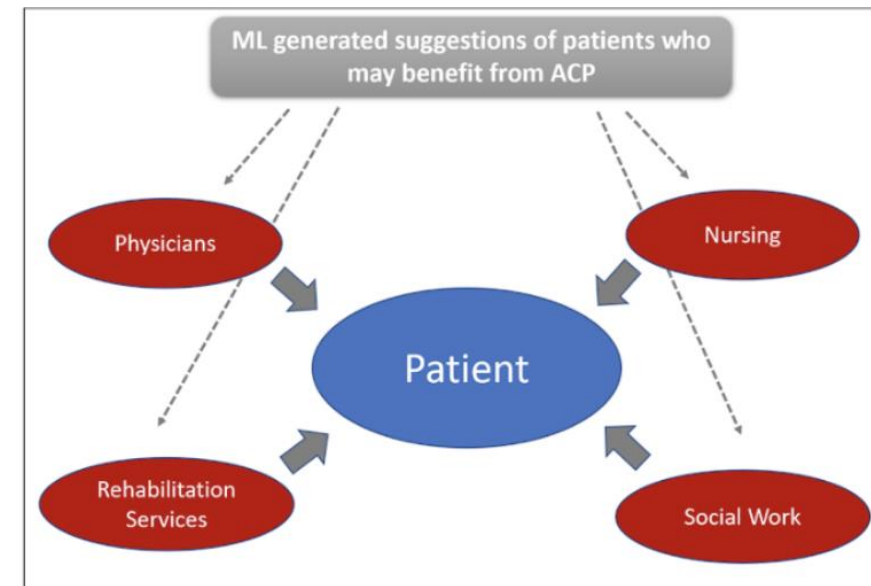 ML generated suggestions of patients who
may benefit from ACP
Physicians
Nursing
Patient
Rehabilitation
Services
Social Work